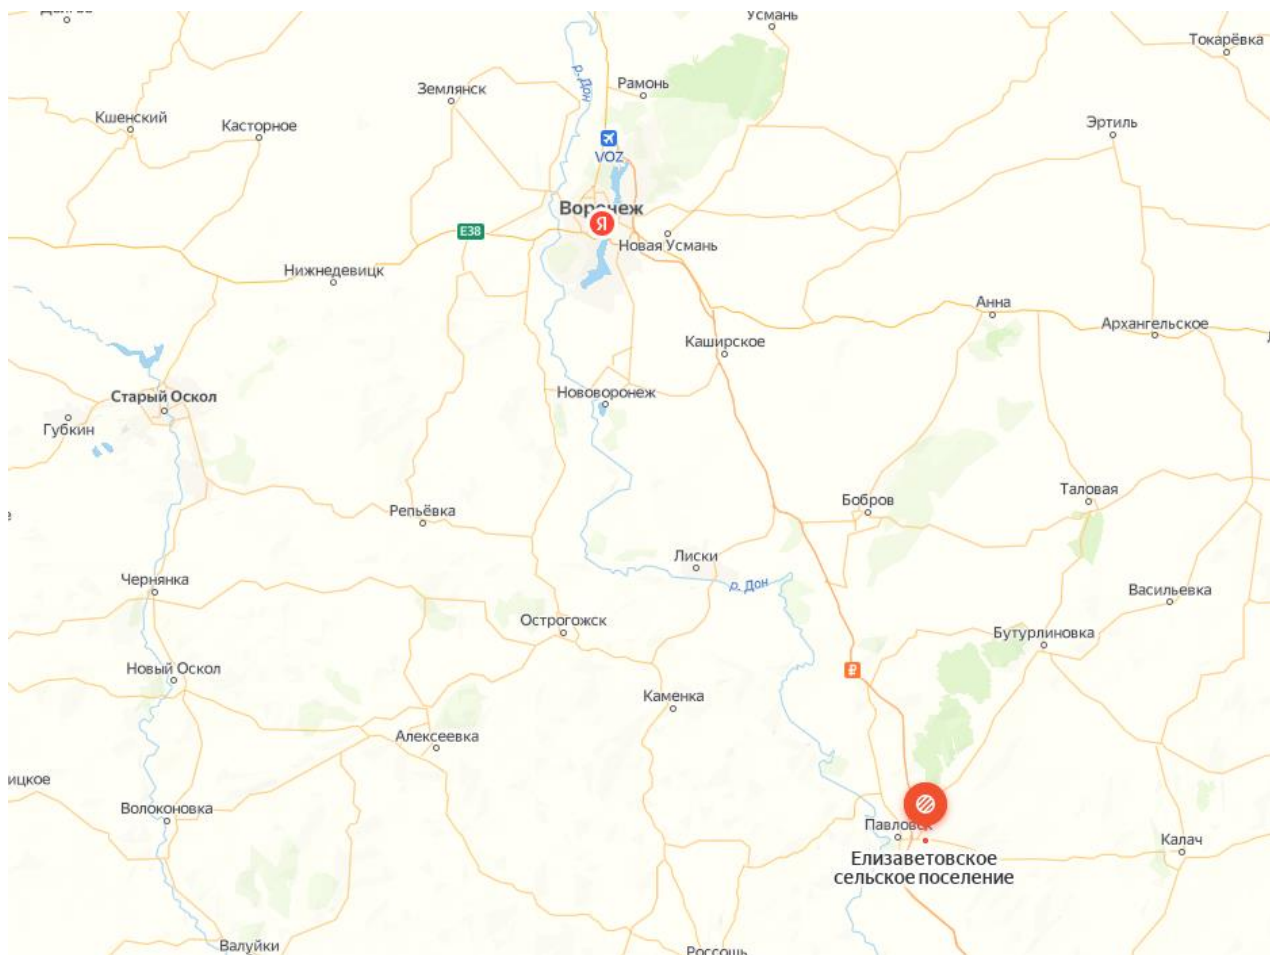 Усмань
Токарёвка
р. Дон
Рамонь
Землянск
Кшенский
Касторное
Эртиль
VOZ
Воронеж
Я
E38
Новая Усмань
Нижнедевицк
Анна
Архангельское
Каширское
Старый Оскол
Нововоронеж
Губкин
Таловая
Бобров
Репьёвка
Лиски
р. Дон
Чернянка
Васильевка
Острогожск
Бутурлиновка
Новый Оскол
₽
Каменка
Алексеевка
ицкое
Волоконовка
Павловск
Калач
Елизаветовское
сельское поселение
Валуйки
Россошь